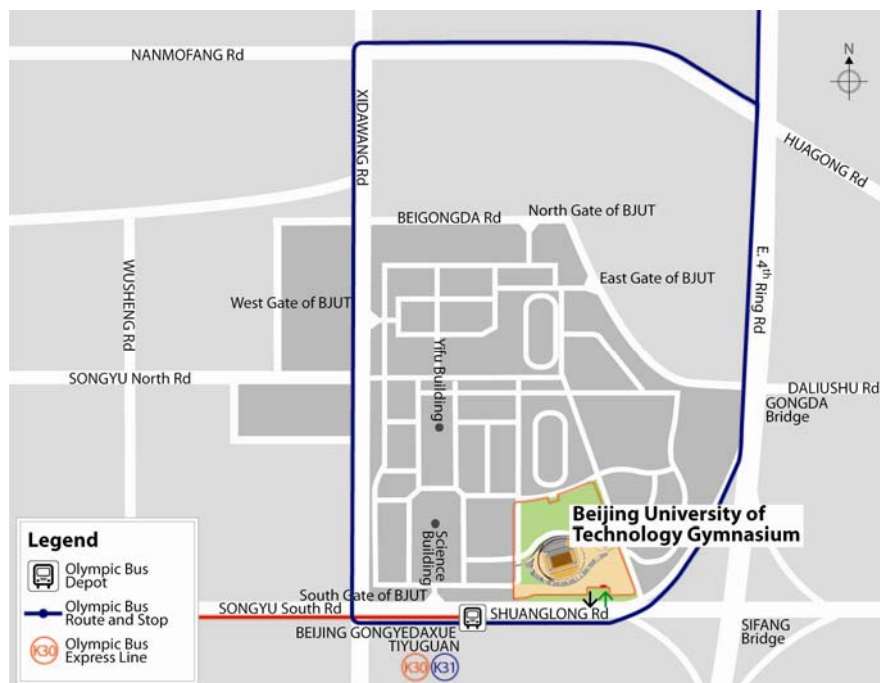 NANMOFANG Rd
N
XIDAWANG Rd
HUAGONG Rd
BEIGONGDA Rd
North Gate of BJUT
WUSHENG Rd
E. 4th Ring Rd
East Gate of BJUT
West Gate of BJUT
Yifu Building
SONGYU North Rd
DALIUSHU Rd
GONGDA
Bridge
Beijing University of
Technology Gymnasium
Science
Building
Legend
Olympic Bus
Depot
Olympic Bus
Route and Stop
K30
Olympic Bus
Express Line
South Gate of BJUT
SONGYU South Rd
SHUANGLONG Rd
SIFANG
Bridge
BEIJING GONGYEDAXUE
TIYUGUAN
K30 K31